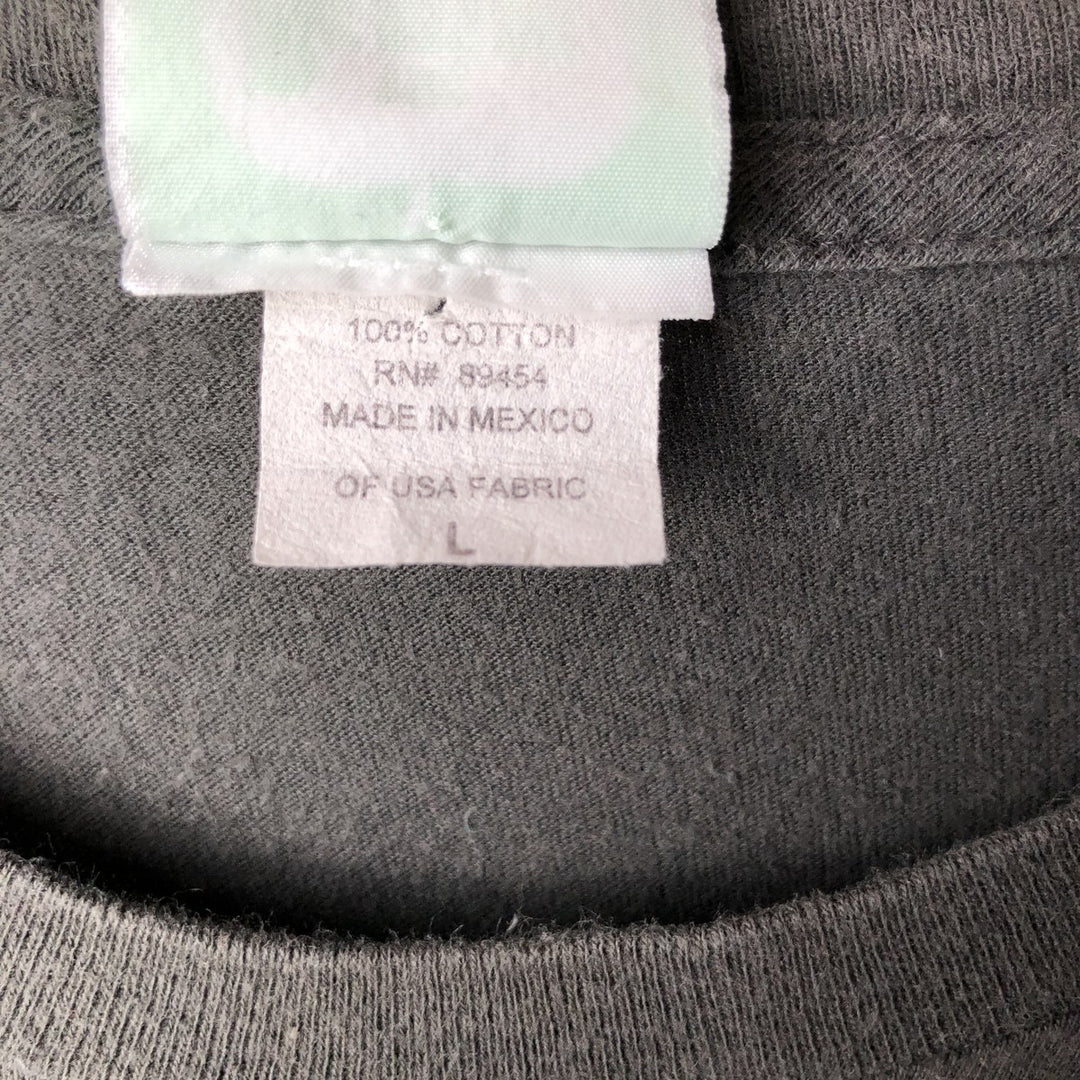 100% COTTON
RN# 89454
MADE IN MEXICO
OF USA FABRIC
L